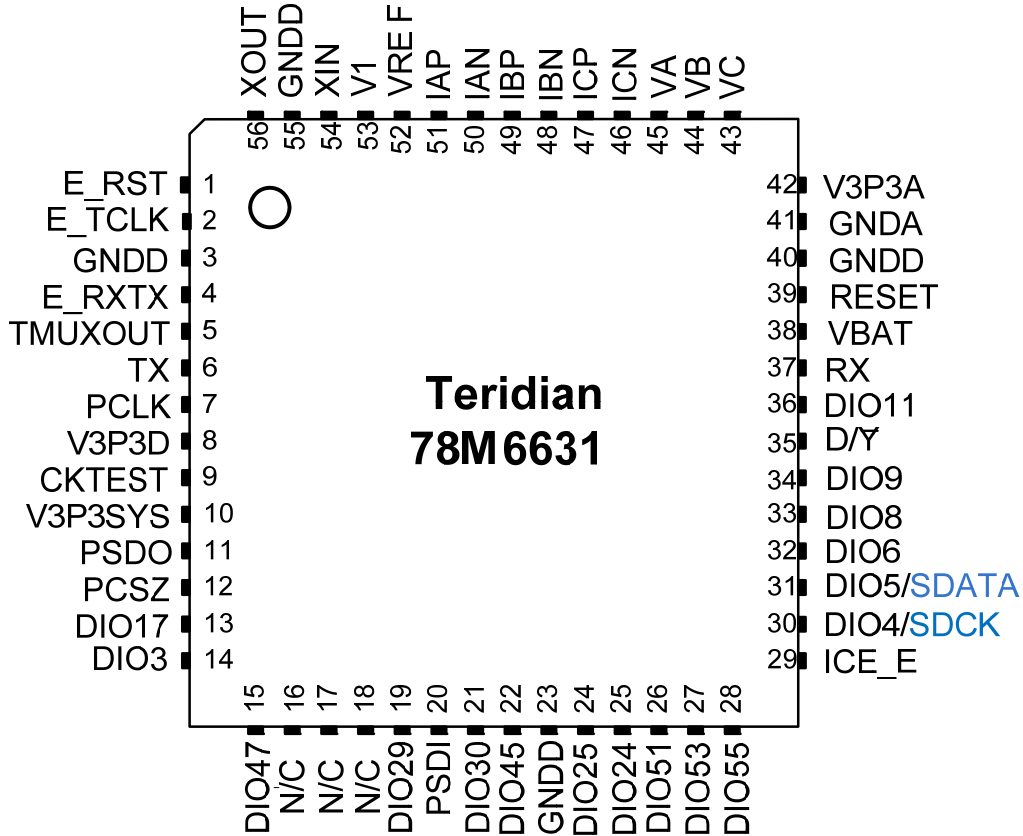 XOUT
GNDD
XIN
V1
VRE F
IAP
IAN
IBP
IBN
ICP
ICN
VA
VB
VC
56
55
54
53
52
51
50
49
48
47
46
45
44
43
E_RST 1
E_TCLK 2
GNDD 3
E_RXTX 4
TMUXOUT 5
TX 6
PCLK 7
V3P3D 8
CKTEST 9
V3P3SYS 10
PSDO 11
PCSZ 12
DIO17 13
DIO3 14
Teridian
78M6631
42 V3P3A
41 GNDA
40 GNDD
39 RESET
38 VBAT
37 RX
36 DIO11
35 D/Y
34 DIO9
33 DIO8
32 DIO6
31 DIO5/SDATA
30 DIO4/SDCK
29 ICE_E
15
16
17
18
19
20
21
22
23
24
25
26
27
28
DIO47
N/C
N/C
N/C
DIO29
PSDI
DIO30
DIO45
GNDD
DIO25
DIO24
DIO51
DIO53
DIO55